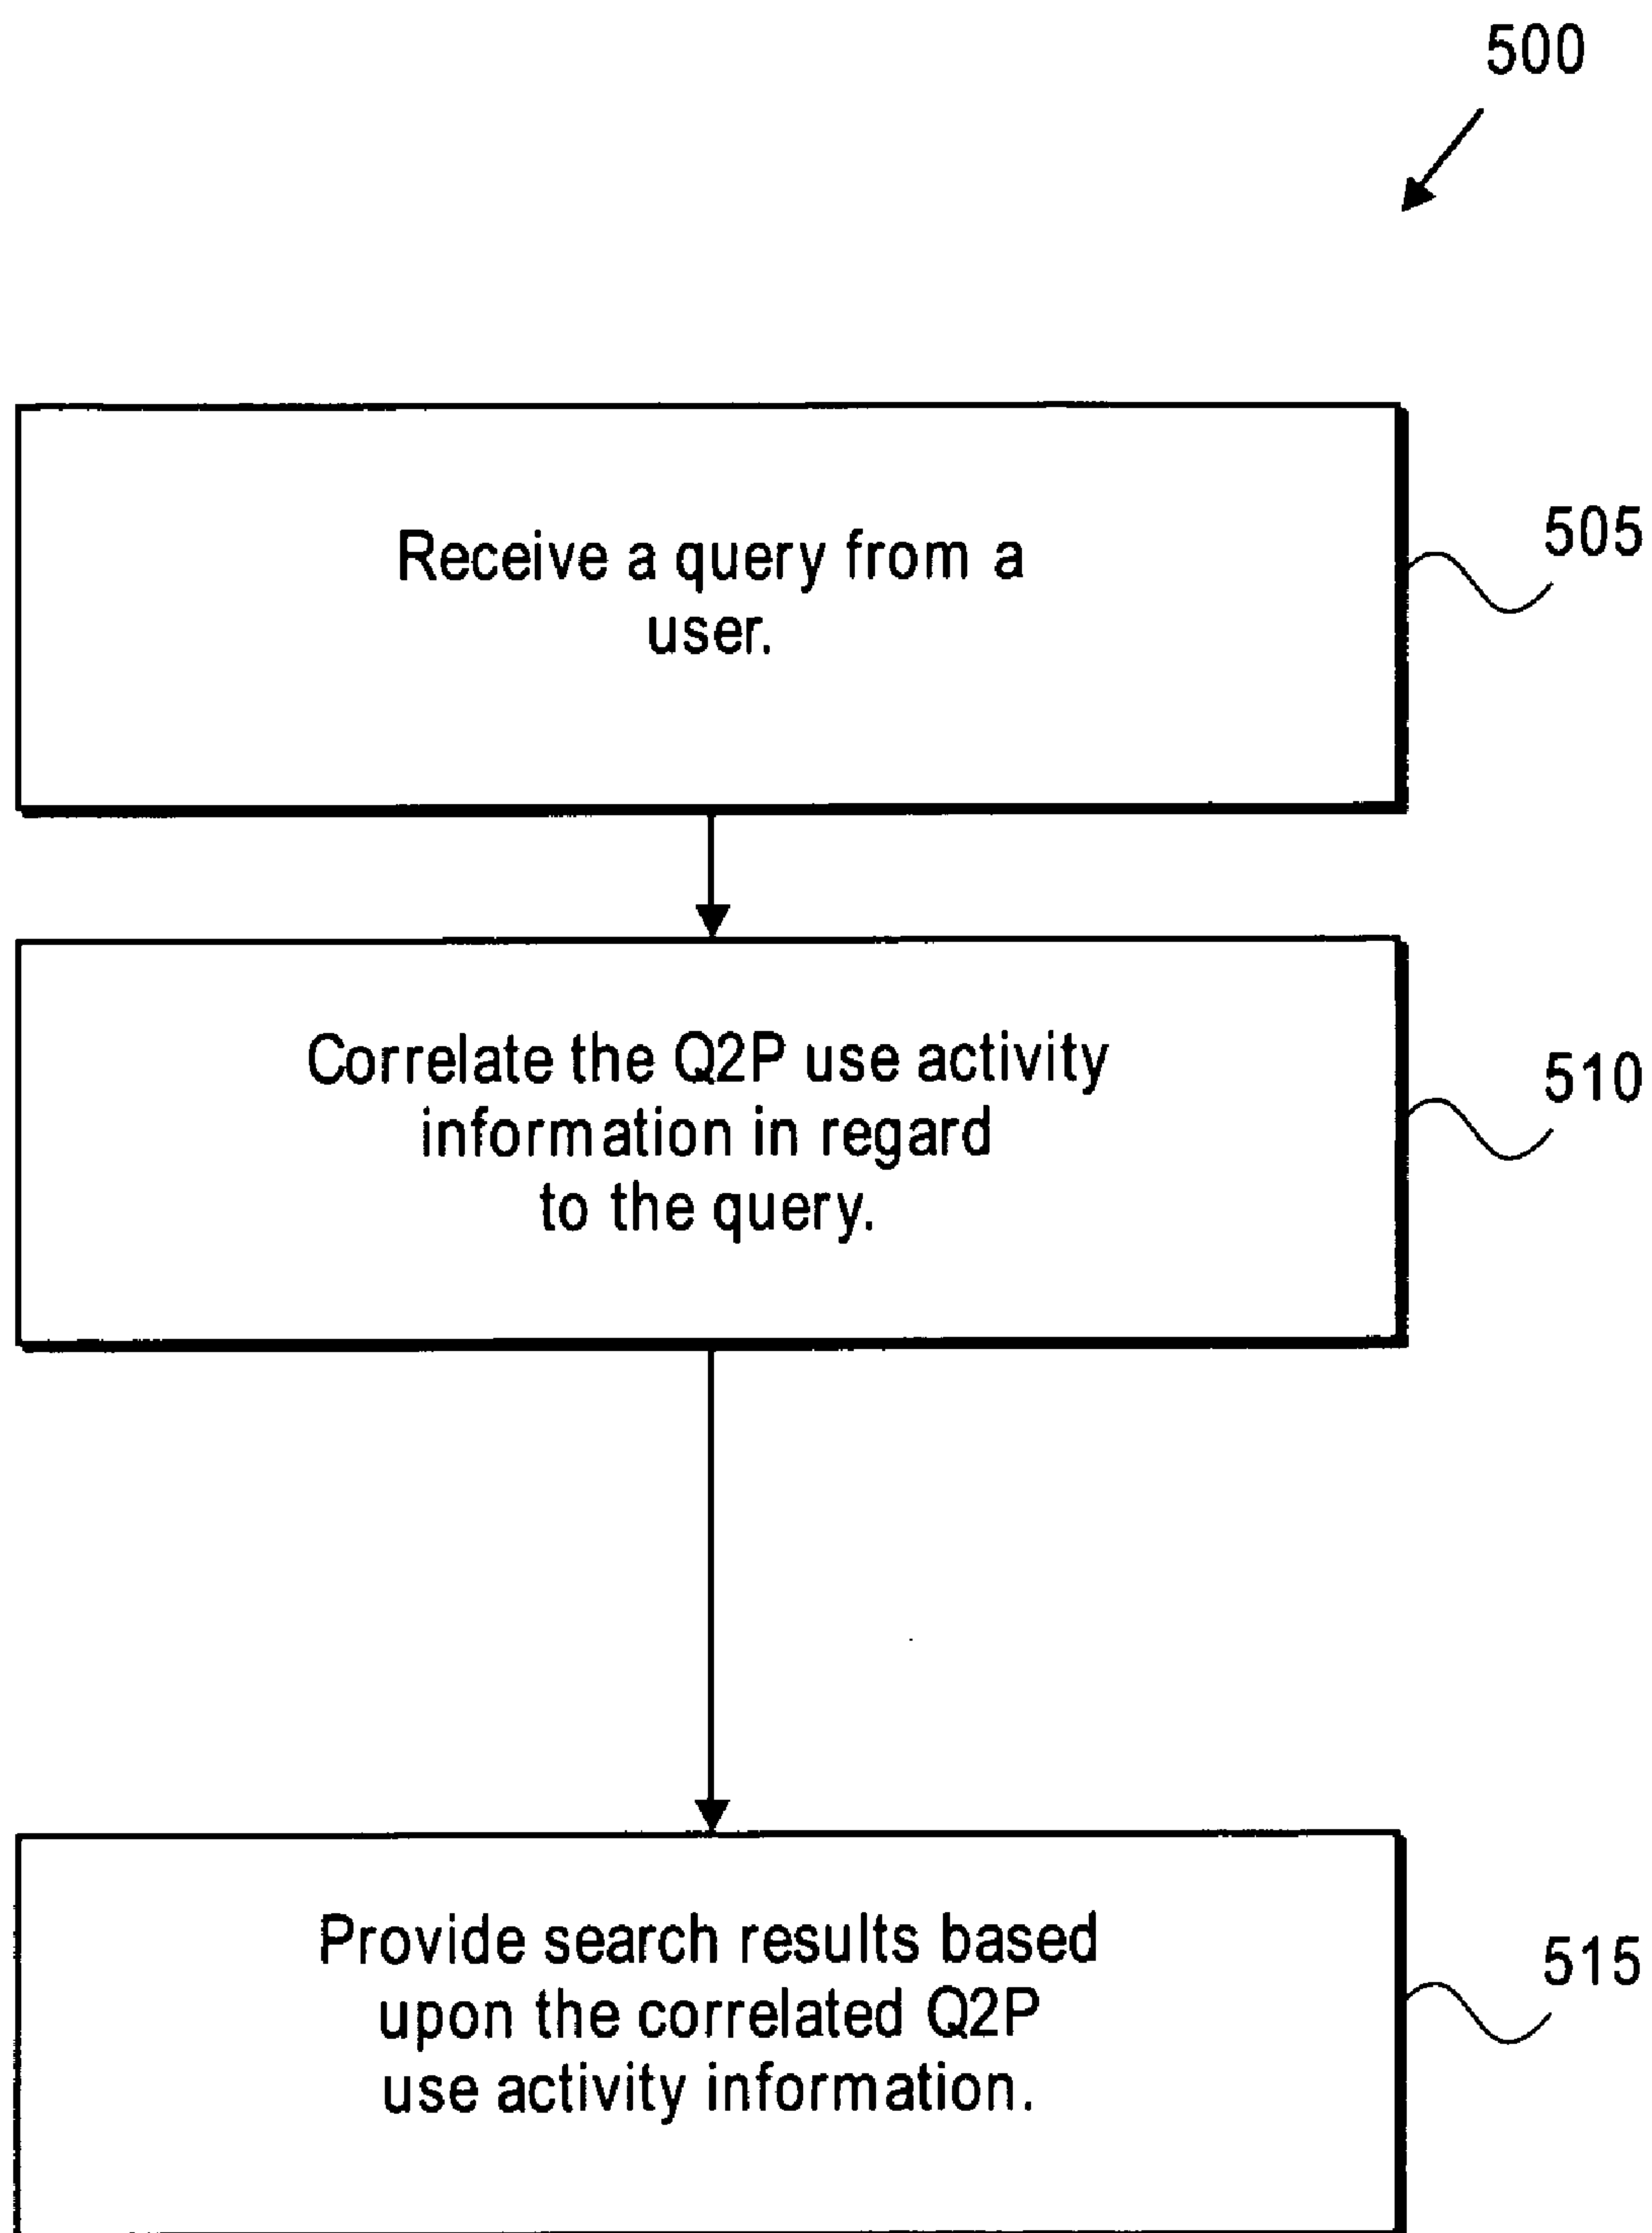 500
Receive a query from a
user.
505
Correlate the Q2P use activity
information in regard
to the query.
510
Provide search results based
upon the correlated Q2P
use activity information.
515